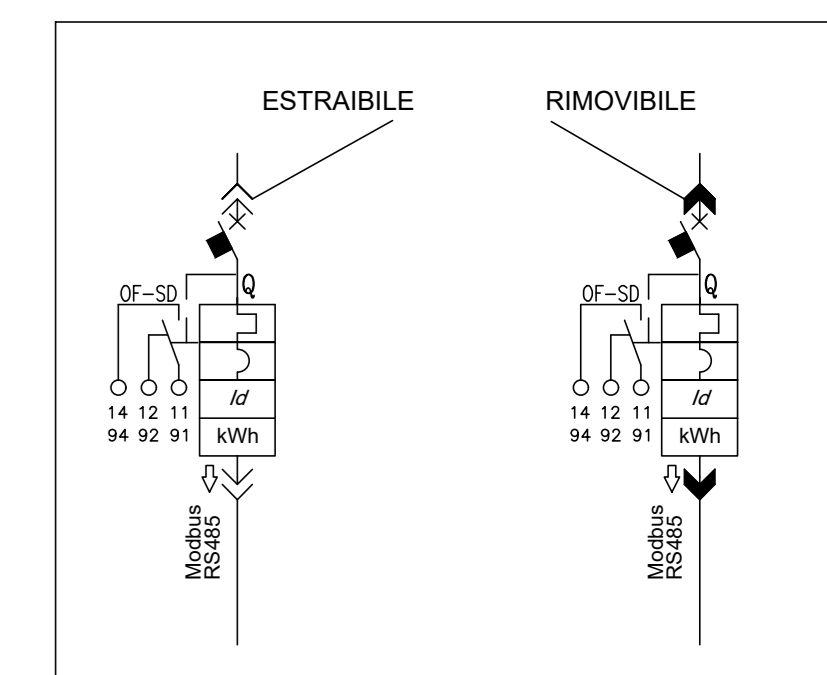 ESTRAIBILE
RIMOVIBILE
Q
OF-SD
14 12 11
94 92 91
Id
kWh
Modbus
RS485
Q
OF-SD
14 12 11
94 92 91
Id
kWh
Modbus
RS485